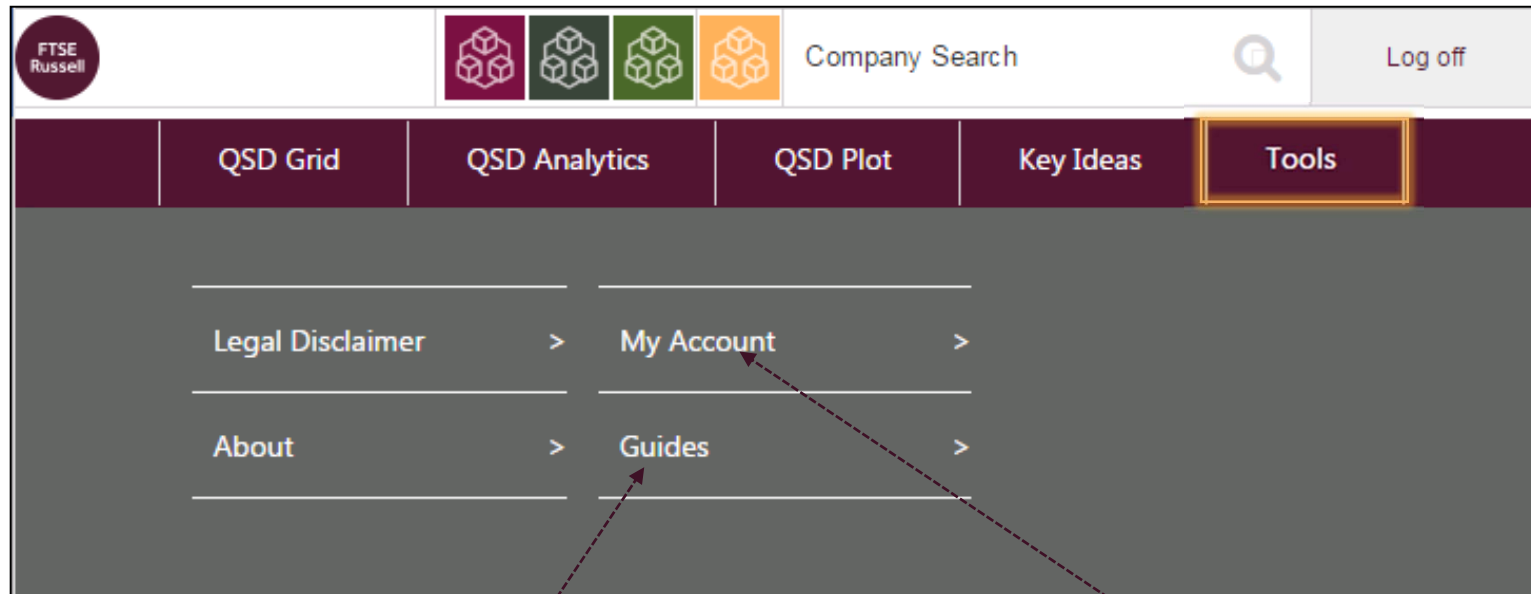 FTSE
Russell
Company Search
Log off
QSD Grid
QSD Analytics
QSD Plot
Key Ideas
Tools
Legal Disclaimer >
My Account >
About >
Guides >